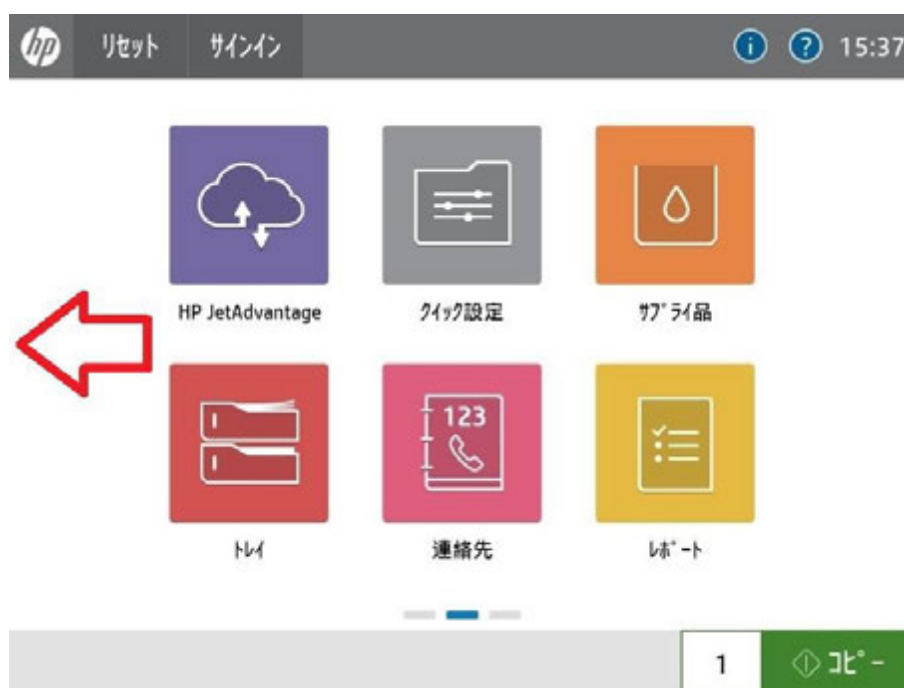 hp リセット サインイン i ? 15:37
HP JetAdvantage クイック設定 サプライ品
123
トレイ 連絡先 レポート
1 コピー